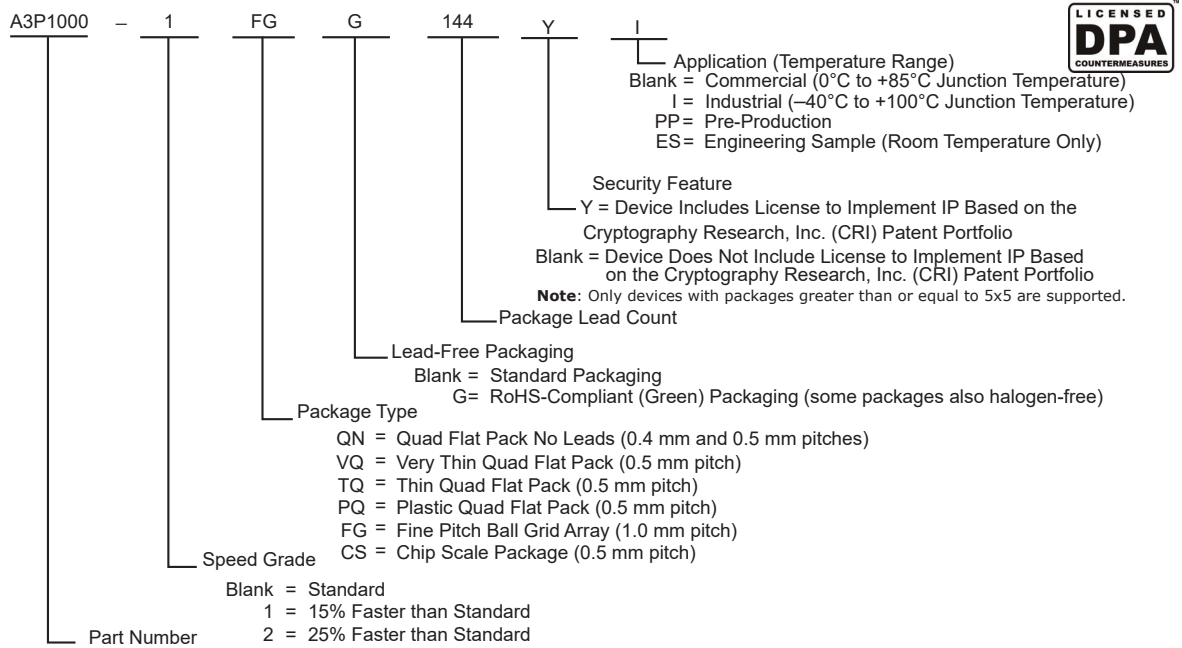 A3P1000 – 1 FG G 144 Y I
LICENSED
DPA
COUNTERMEASURES
™
Application (Temperature Range)
Blank = Commercial (0°C to +85°C Junction Temperature)
I = Industrial (–40°C to +100°C Junction Temperature)
PP = Pre-Production
ES = Engineering Sample (Room Temperature Only)
Security Feature
Y = Device Includes License to Implement IP Based on the
Cryptography Research, Inc. (CRI) Patent Portfolio
Blank = Device Does Not Include License to Implement IP Based
on the Cryptography Research, Inc. (CRI) Patent Portfolio
Note: Only devices with packages greater than or equal to 5x5 are supported.
Package Lead Count
Lead-Free Packaging
Blank = Standard Packaging
G= RoHS-Compliant (Green) Packaging (some packages also halogen-free)
Package Type
QN = Quad Flat Pack No Leads (0.4 mm and 0.5 mm pitches)
VQ = Very Thin Quad Flat Pack (0.5 mm pitch)
TQ = Thin Quad Flat Pack (0.5 mm pitch)
PQ = Plastic Quad Flat Pack (0.5 mm pitch)
FG = Fine Pitch Ball Grid Array (1.0 mm pitch)
CS = Chip Scale Package (0.5 mm pitch)
Speed Grade
Blank = Standard
1 = 15% Faster than Standard
2 = 25% Faster than Standard
Part Number